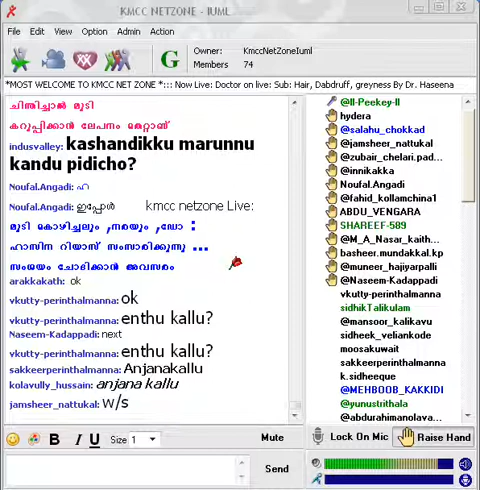 KMCC NETZONE - IUML
File Edit View Option Admin Action
G
Owner: KmccNetZoneIuml
Members 74
*MOST WELCOME TO KMCC NET ZONE *::: Now Live: Doctor on live: Sub: Hair, Dabdruff, greyness By Dr. Haseena
ചിന്തിച്ചാൽ മുടി
കറുപ്പിക്കാൻ ലേപനം തെറ്റാണ്
indusvalley: kashandikku marunnu
kandu pidicho?
Noufal.Angadi: ഹ
Noufal.Angadi: ഇപ്പോൾ kmcc netzone Live:
മുടി കൊഴിച്ചലും ,നരയും ,ഡോ :
ഹാസിന റിയാസ് സംസാരിക്കുന്നു ...
സംശയം ചോദിക്കാൻ അവസരം
arakkakath: ok
vkutty-perinthalmanna: ok
vkutty-perinthalmanna: enthu kallu?
Naseem-Kadappadi: next
vkutty-perinthalmanna: enthu kallu?
sakkeerperinthalmanna: Anjanakallu
kolavully_hussain: anjana kallu
jamsheer_nattukal: w/s
@II-Peekey-II
hydera
@salahu_chokkad
@jamsheer_nattukal
@zubair_chelari.pad...
@innikakka
Noufal.Angadi
@fahid_kollamchina1
ABDU_VENGARA
SHAREEF-589
@M_A_Nasar_kaith...
basheer.mundakkal.kp
@muneer_hajiyarpalli
@Naseem-Kadappadi
vkutty-perinthalmanna
sidhikTalikulam
@mansoor_kalikavu
sidheek_veliankode
moosakuwait
sakkeerperinthalmanna
k.sidheeque
@MEHBOOB_KAKKIDI
@yunustrithala
@abdurahimanolava...
B I U Size 1 Mute
Lock On Mic Raise Hand
Send